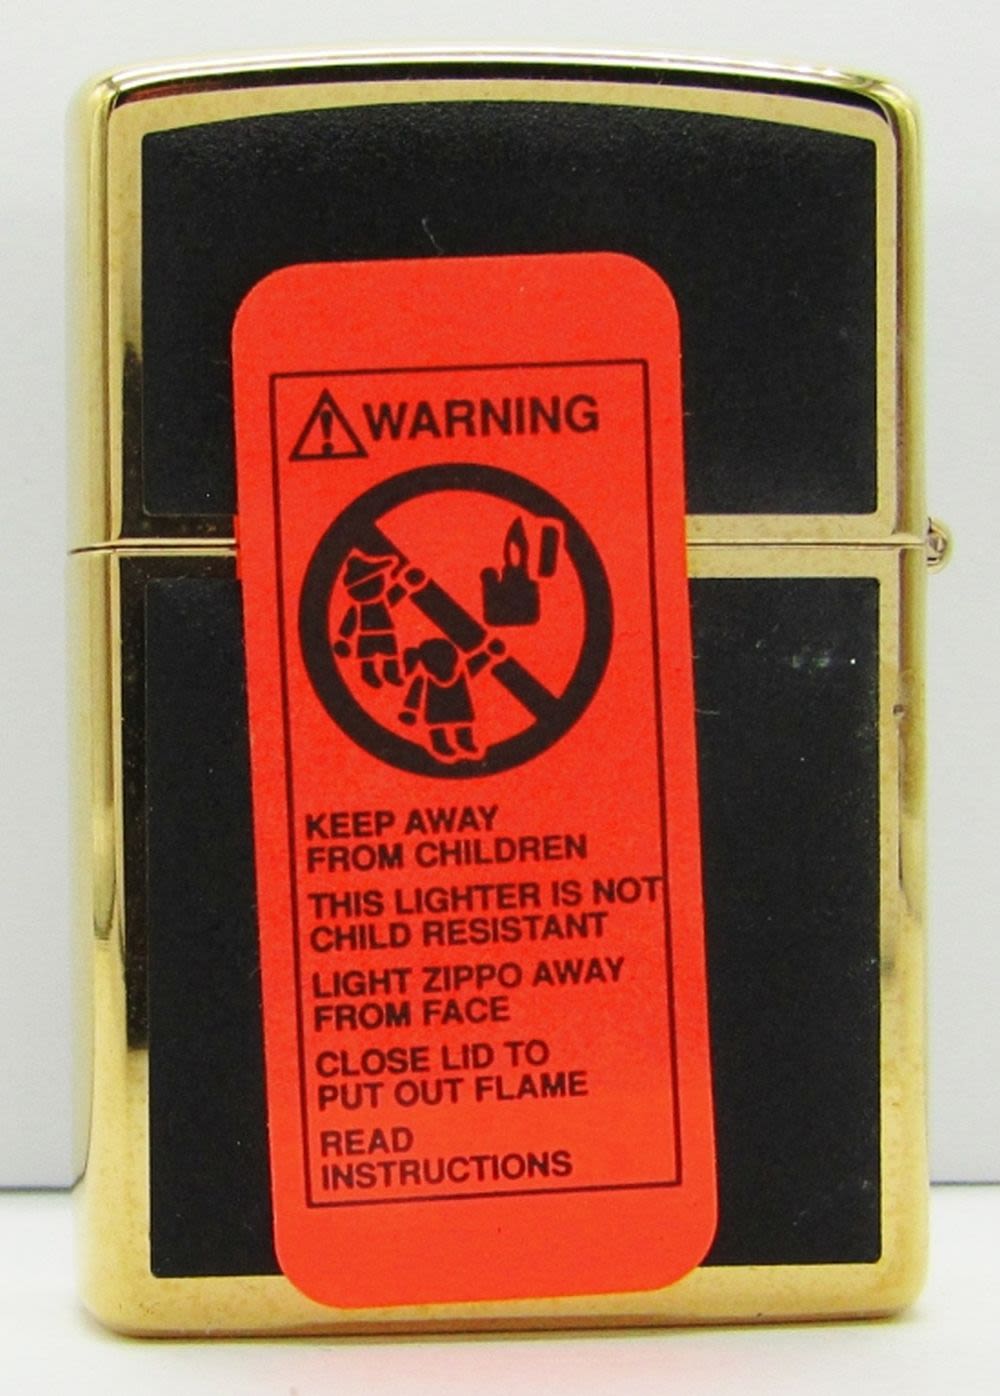 WARNING
KEEP AWAY
FROM CHILDREN
THIS LIGHTER IS NOT
CHILD RESISTANT
LIGHT ZIPPO AWAY
FROM FACE
CLOSE LID TO
PUT OUT FLAME
READ
INSTRUCTIONS